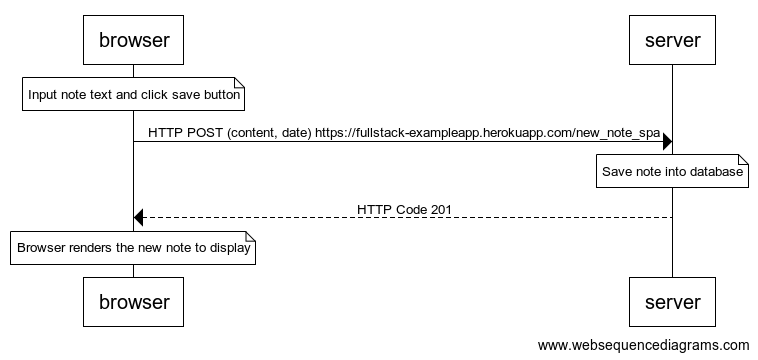 browser
server
Input note text and click save button
HTTP POST (content, date) https://fullstack-exampleapp.herokuapp.com/new_note_spa
Save note into database
HTTP Code 201
Browser renders the new note to display
browser
server
www.websequencediagrams.com